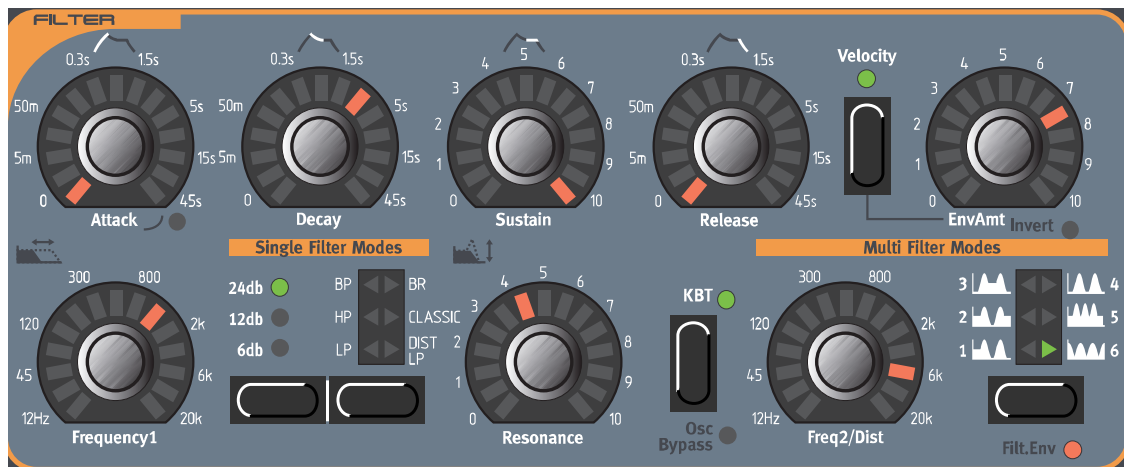 FILTER
0 5m 50m 0.3s 1.5s 5s 15s 45s
Attack
0 5m 50m 0.3s 1.5s 5s 15s 45s
Decay
0 1 2 3 4 5 6 7 8 9 10
Sustain
0 5m 50m 0.3s 1.5s 5s 15s 45s
Release
Velocity
0 1 2 3 4 5 6 7 8 9 10
EnvAmt
Invert
12Hz 45 120 300 800 2k 6k 20k
Frequency1
Single Filter Modes
24db
12db
6db
BP BR
HP CLASSIC
LP DIST
LP
0 1 2 3 4 5 6 7 8 9 10
Resonance
KBT
Osc
Bypass
Multi Filter Modes
12Hz 45 120 300 800 2k 6k 20k
Freq2/Dist
3 4
2 5
1 6
Filt.Env